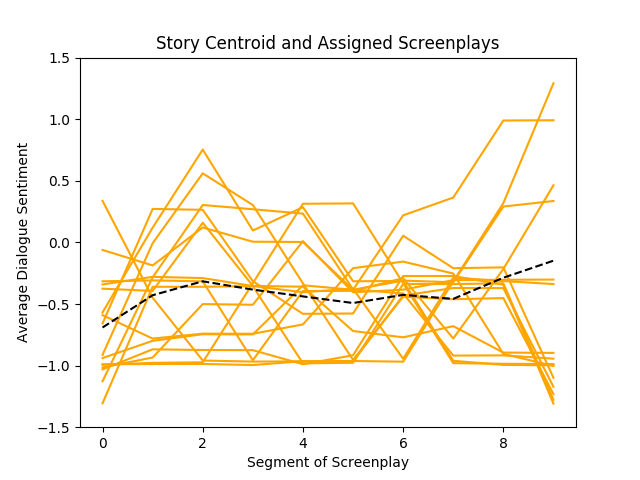 Story Centroid and Assigned Screenplays
1.5
1.0
0.5
0.0
−0.5
−1.0
−1.5
Average Dialogue Sentiment
0 2 4 6 8
Segment of Screenplay